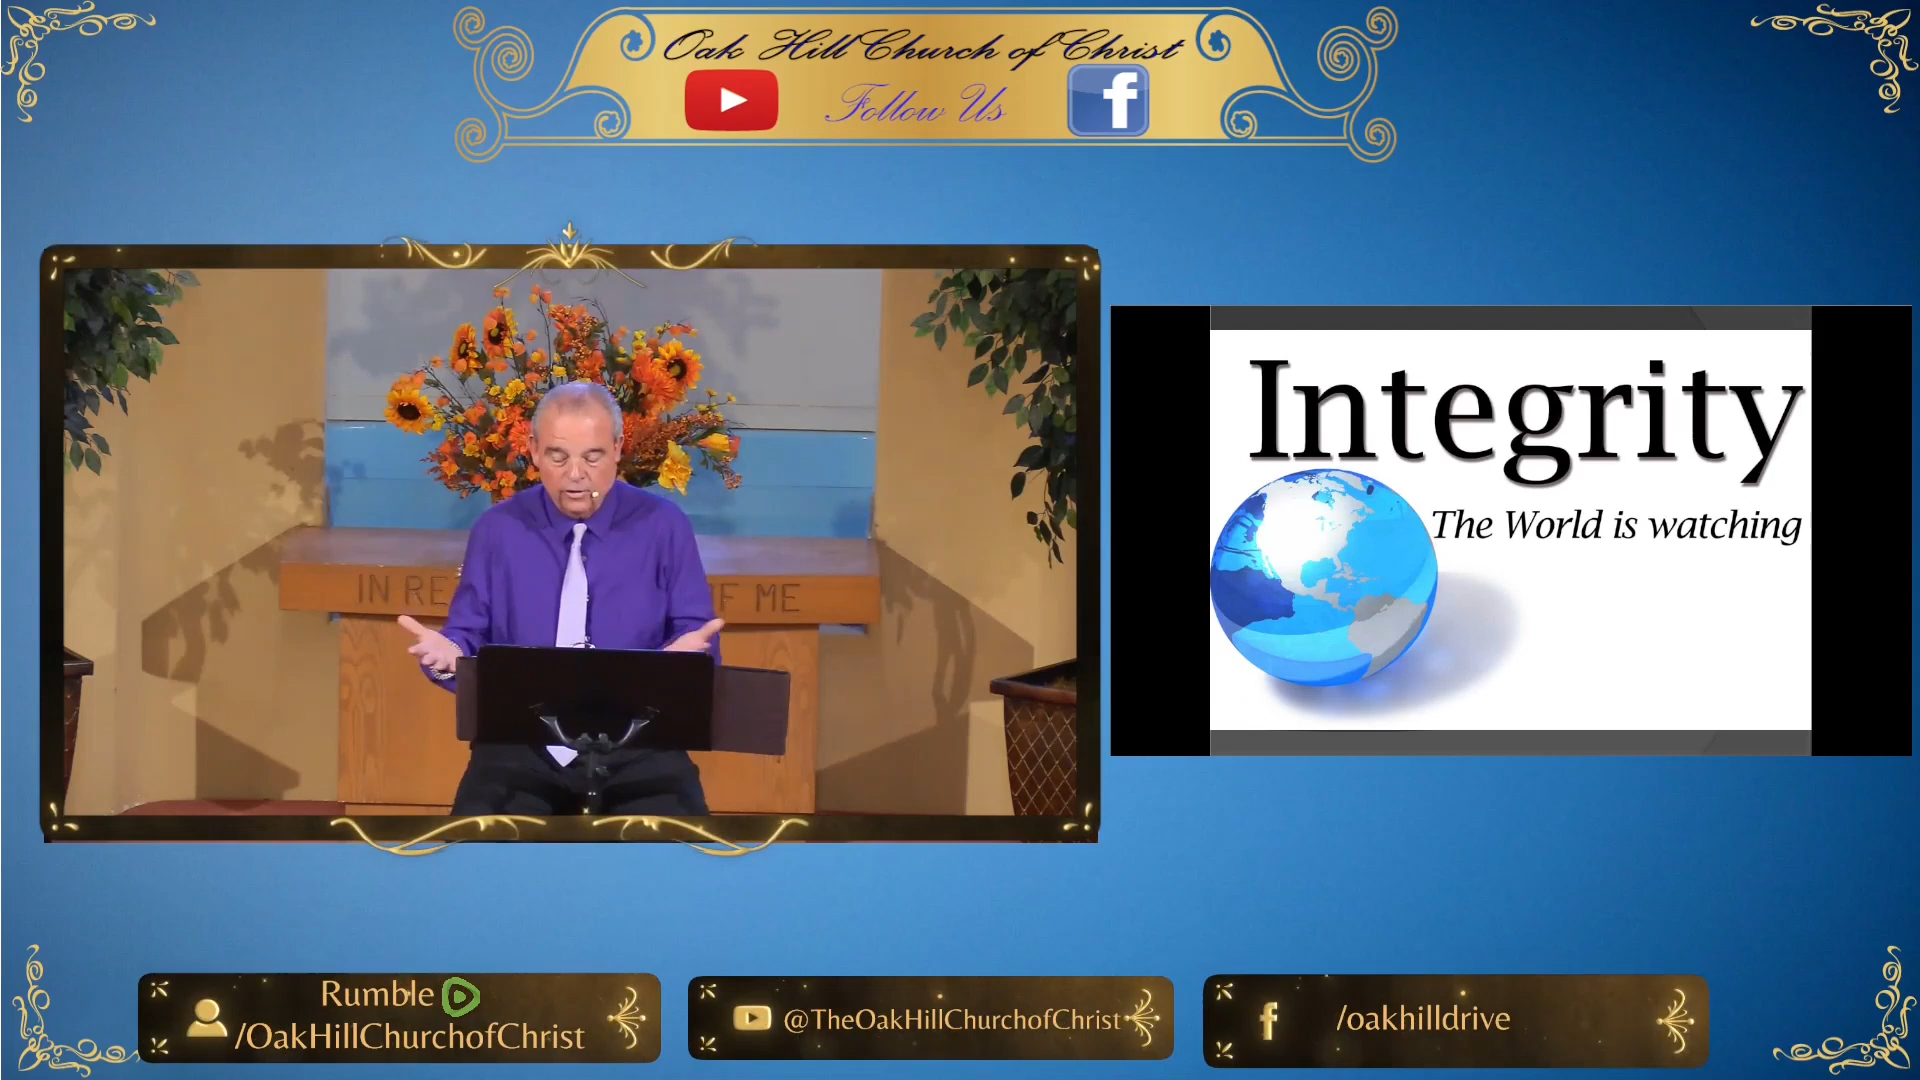 Oak Hill Church of Christ
Follow Us
IN RE
F ME
Integrity
The World is watching
Rumble
/OakHillChurchofChrist
@TheOakHillChurchofChrist
/oakhilldrive